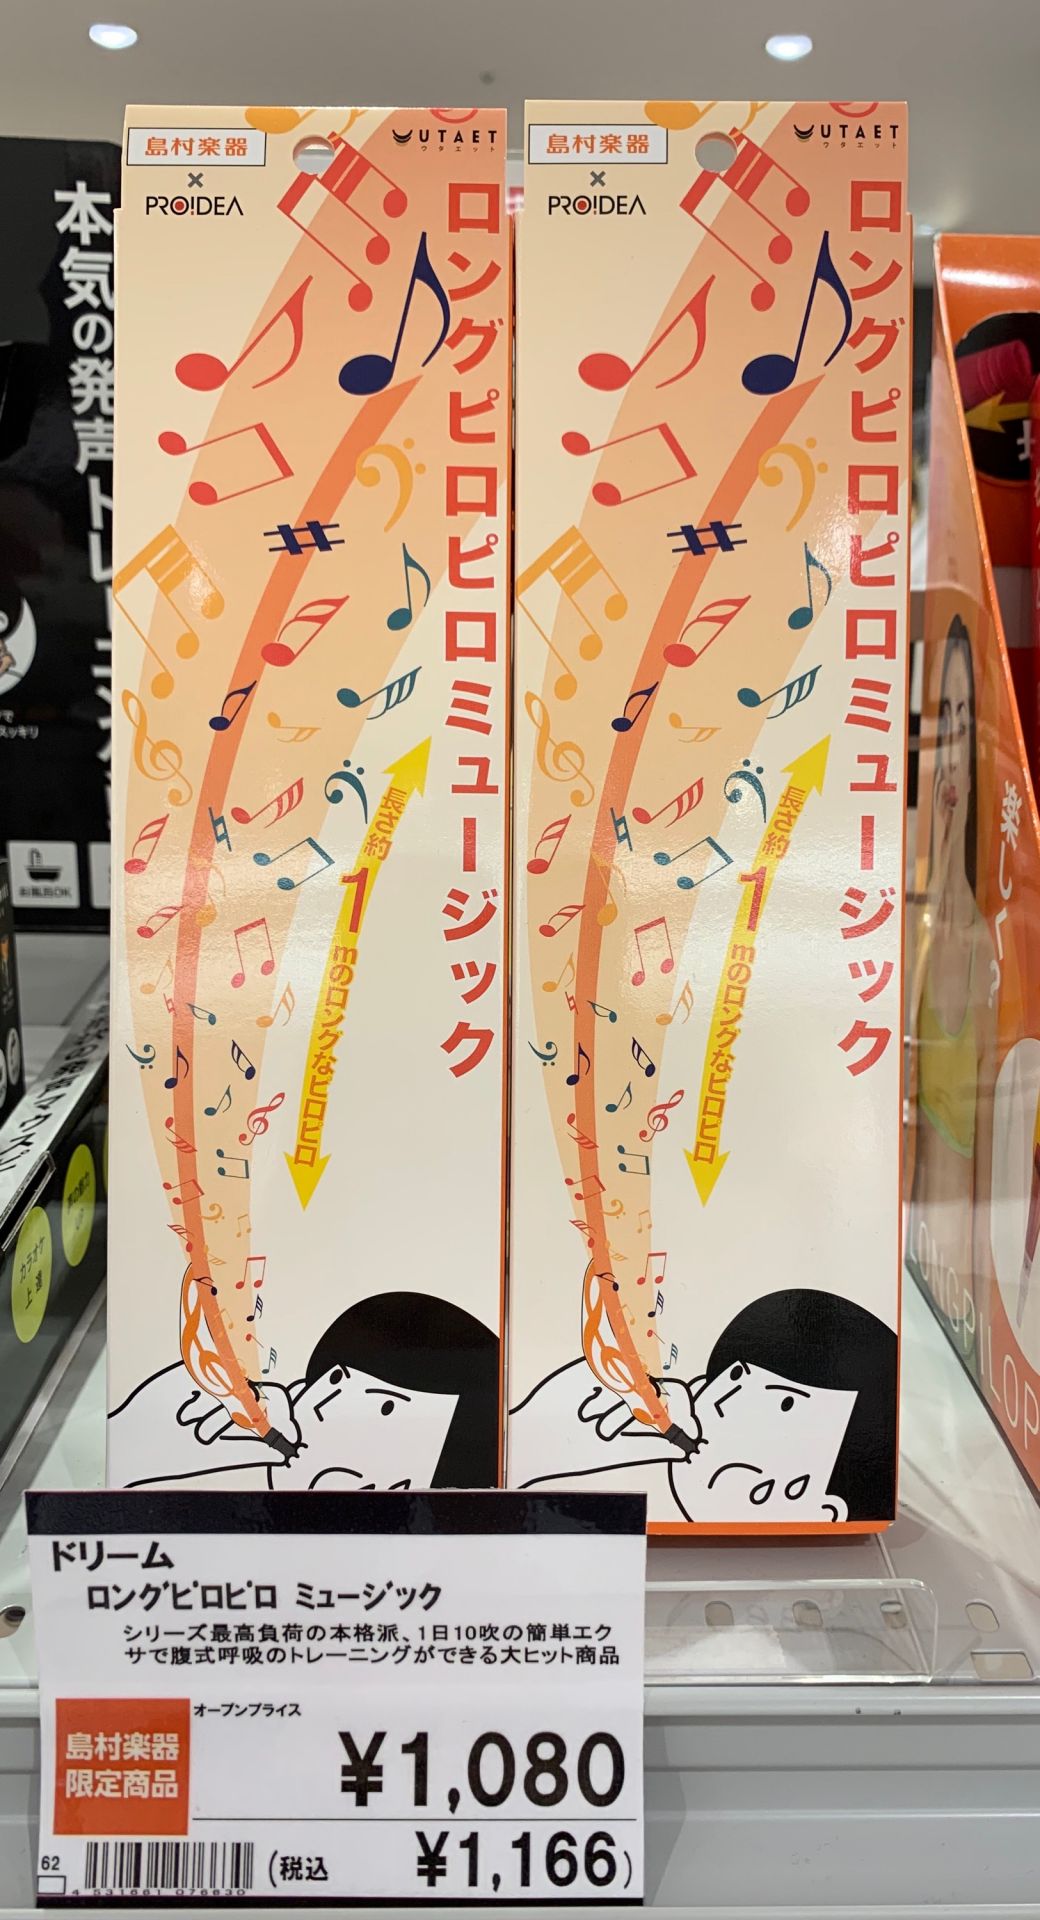 島村楽器
×
PRO!DEA
UTAET
ウタエット
ロングピロピロミュージック
長さ約1mのロングなピロピロ
島村楽器
×
PRO!DEA
UTAET
ウタエット
ロングピロピロミュージック
長さ約1mのロングなピロピロ
本気の発声トレ
お風呂OK
カラオケ
上達
楽しく
ドリーム
ロングピロピロ ミュージック
シリーズ最高負荷の本格派、1日10吹の簡単エク
サで腹式呼吸のトレーニングができる大ヒット商品
オープンプライス
島村楽器
限定商品
¥1,080
(税込 ¥1,166)
62
4 531661 076630